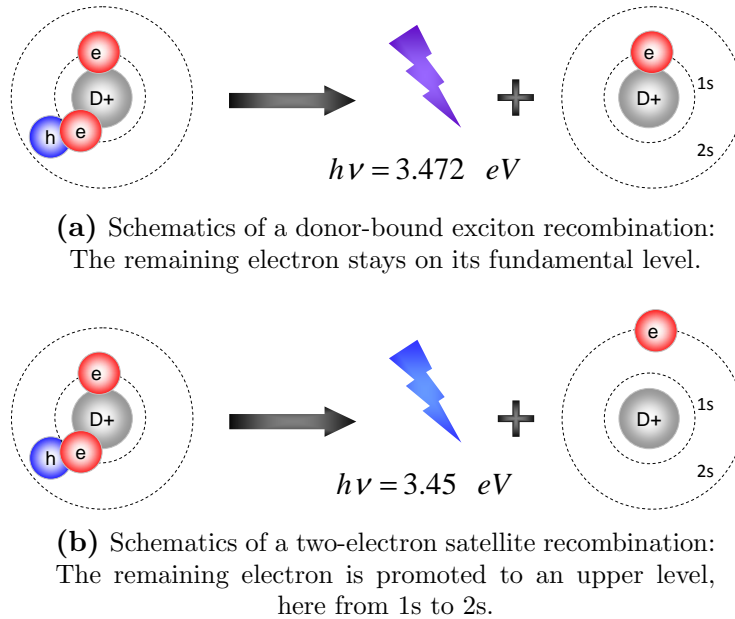 e
D+
h
e
e
D+
1s
2s
hν = 3.472 eV
(a) Schematics of a donor-bound exciton recombination:
The remaining electron stays on its fundamental level.
e
D+
h
e
e
D+
1s
2s
hν = 3.45 eV
(b) Schematics of a two-electron satellite recombination:
The remaining electron is promoted to an upper level,
here from 1s to 2s.